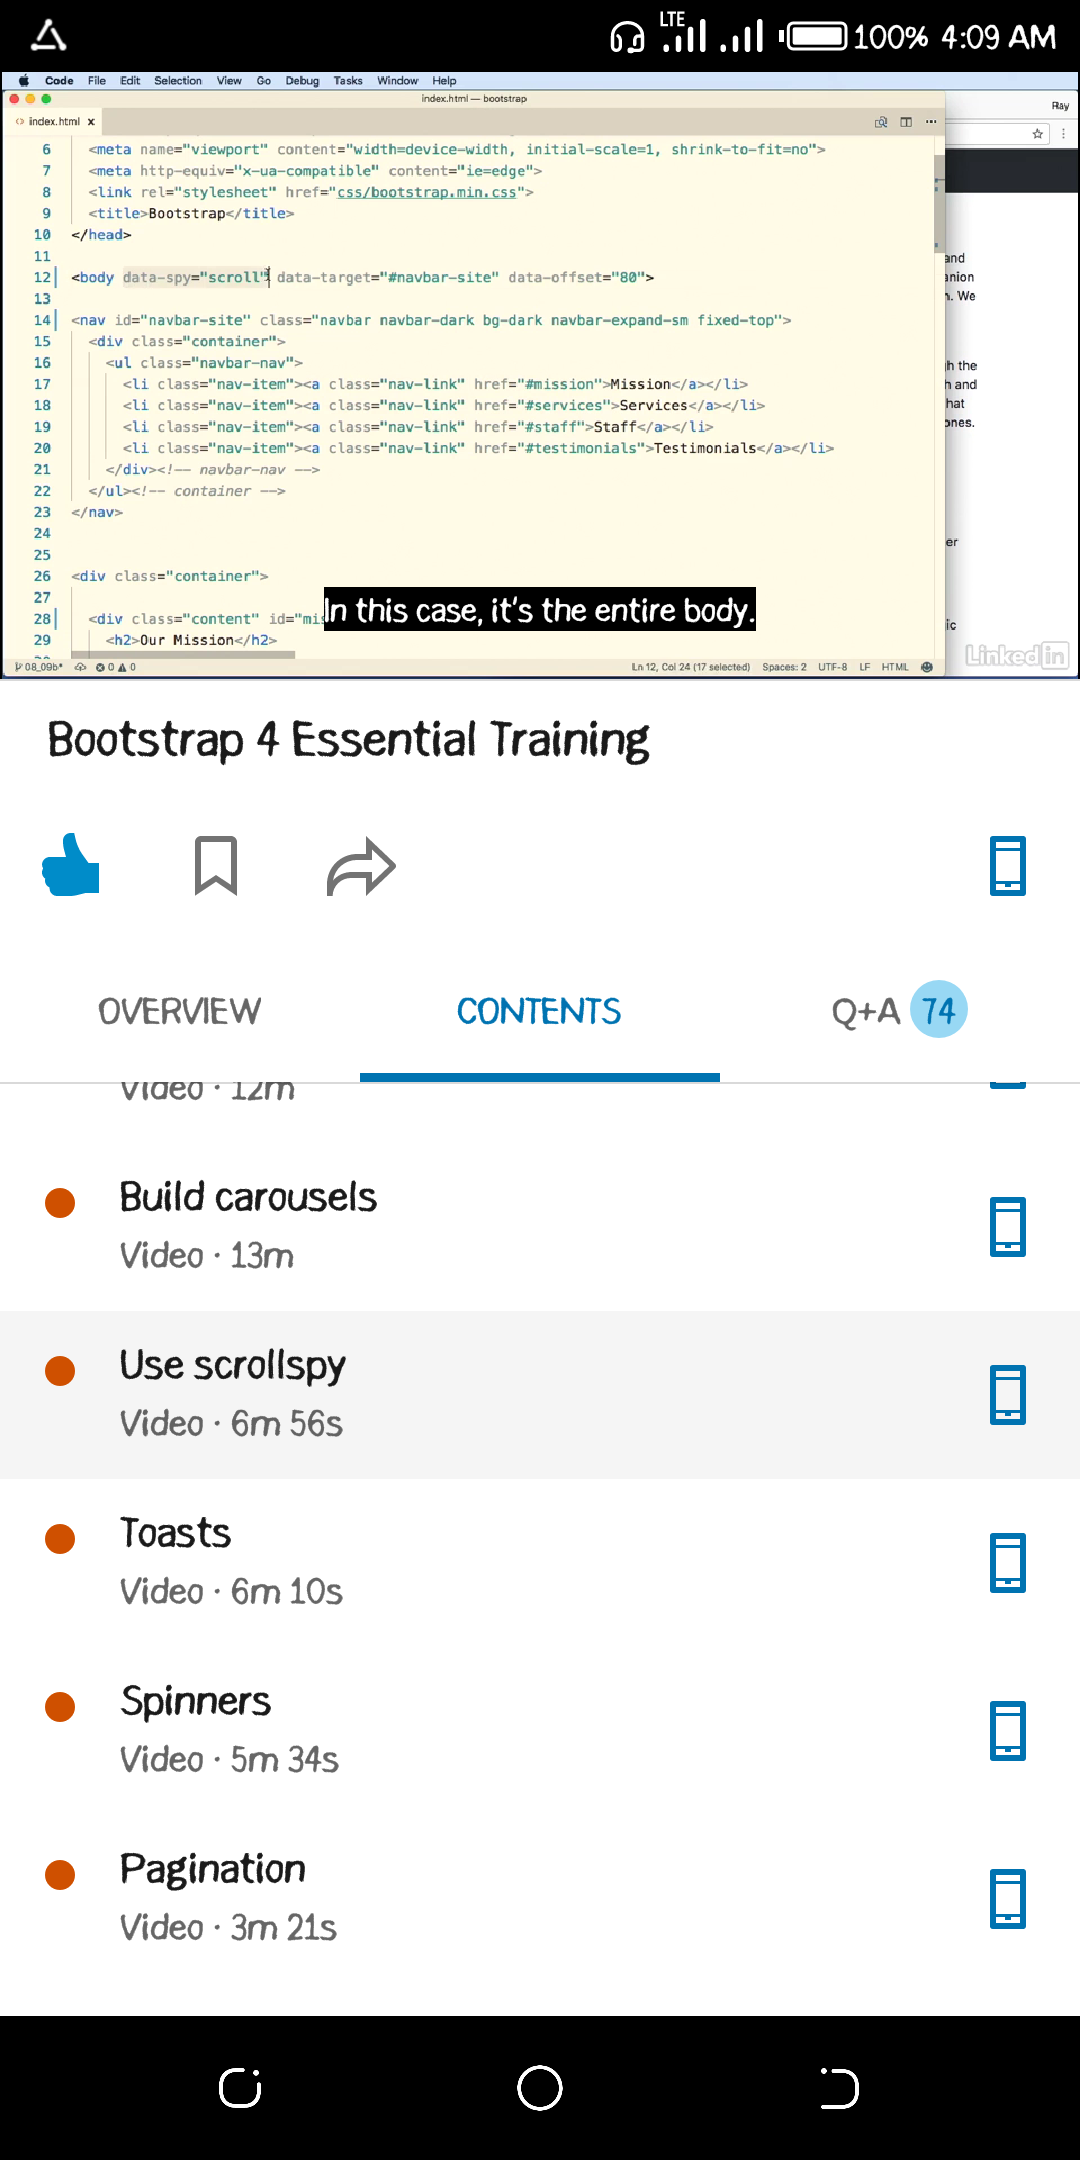 LTE 100% 4:09 AM
Code File Edit Selection View Go Debug Tasks Window Help
index.html — bootstrap
Ray
<> index.html x
6 <meta name="viewport" content="width=device-width, initial-scale=1, shrink-to-fit=no">
7 <meta http-equiv="x-ua-compatible" content="ie=edge">
8 <link rel="stylesheet" href="css/bootstrap.min.css">
9 <title>Bootstrap</title>
10 </head>
11
12 <body data-spy="scroll" data-target="#navbar-site" data-offset="80">
13
14 <nav id="navbar-site" class="navbar navbar-dark bg-dark navbar-expand-sm fixed-top">
15 <div class="container">
16 <ul class="navbar-nav">
17 <li class="nav-item"><a class="nav-link" href="#mission">Mission</a></li>
18 <li class="nav-item"><a class="nav-link" href="#services">Services</a></li>
19 <li class="nav-item"><a class="nav-link" href="#staff">Staff</a></li>
20 <li class="nav-item"><a class="nav-link" href="#testimonials">Testimonials</a></li>
21 </div><!-- navbar-nav -->
22 </ul><!-- container -->
23 </nav>
24
25
26 <div class="container">
27
28 <div class="content" id="mi
29 <h2>Our Mission</h2>
and
anion
n. We
h the
h and
hat
ones.
er
ic
In this case, it's the entire body.
08_09b* 0 0 Ln 12, Col 24 (17 selected) Spaces: 2 UTF-8 LF HTML
Linked in
Bootstrap 4 Essential Training
OVERVIEW CONTENTS Q+A 74
Video · 12m
Build carousels
Video · 13m
Use scrollspy
Video · 6m 56s
Toasts
Video · 6m 10s
Spinners
Video · 5m 34s
Pagination
Video · 3m 21s